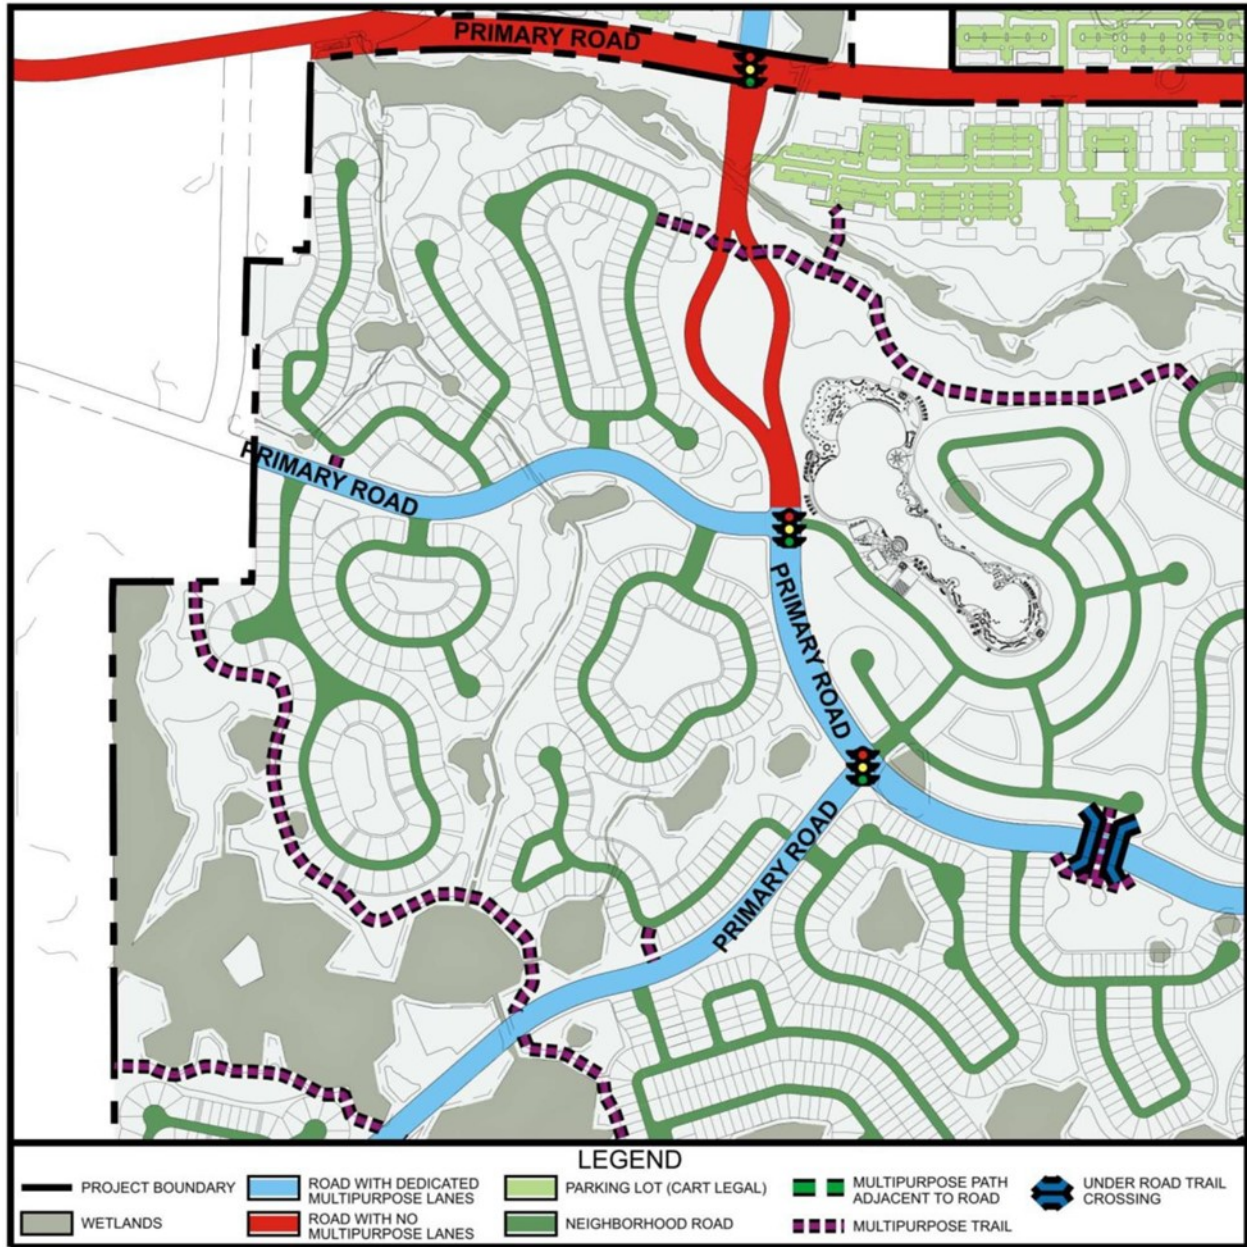 PRIMARY ROAD
PRIMARY ROAD
PRIMARY ROAD
PRIMARY ROAD
LEGEND
PROJECT BOUNDARY
WETLANDS
ROAD WITH DEDICATED
MULTIPURPOSE LANES
ROAD WITH NO
MULTIPURPOSE LANES
PARKING LOT (CART LEGAL)
NEIGHBORHOOD ROAD
MULTIPURPOSE PATH
ADJACENT TO ROAD
MULTIPURPOSE TRAIL
UNDER ROAD TRAIL
CROSSING